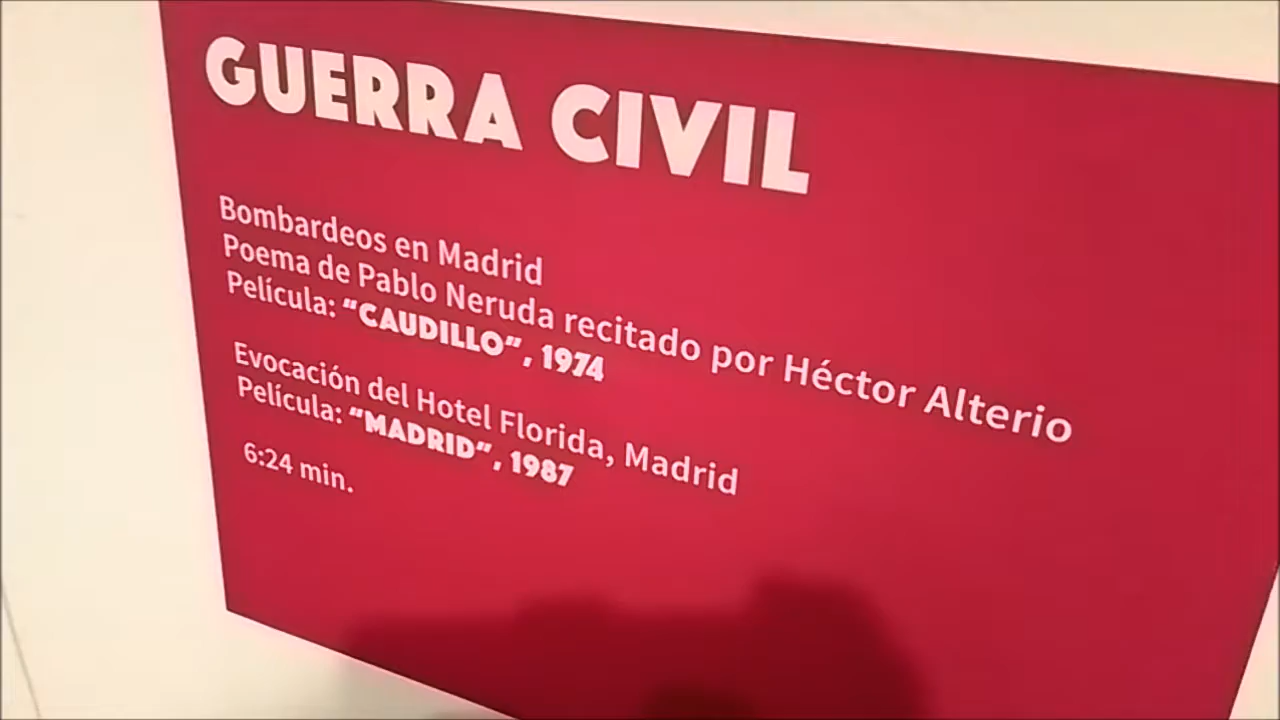 GUERRA CIVIL
Bombardeos en Madrid
Poema de Pablo Neruda recitado por Héctor Alterio
Película: "CAUDILLO", 1974
Evocación del Hotel Florida, Madrid
Película: "MADRID", 1987
6:24 min.